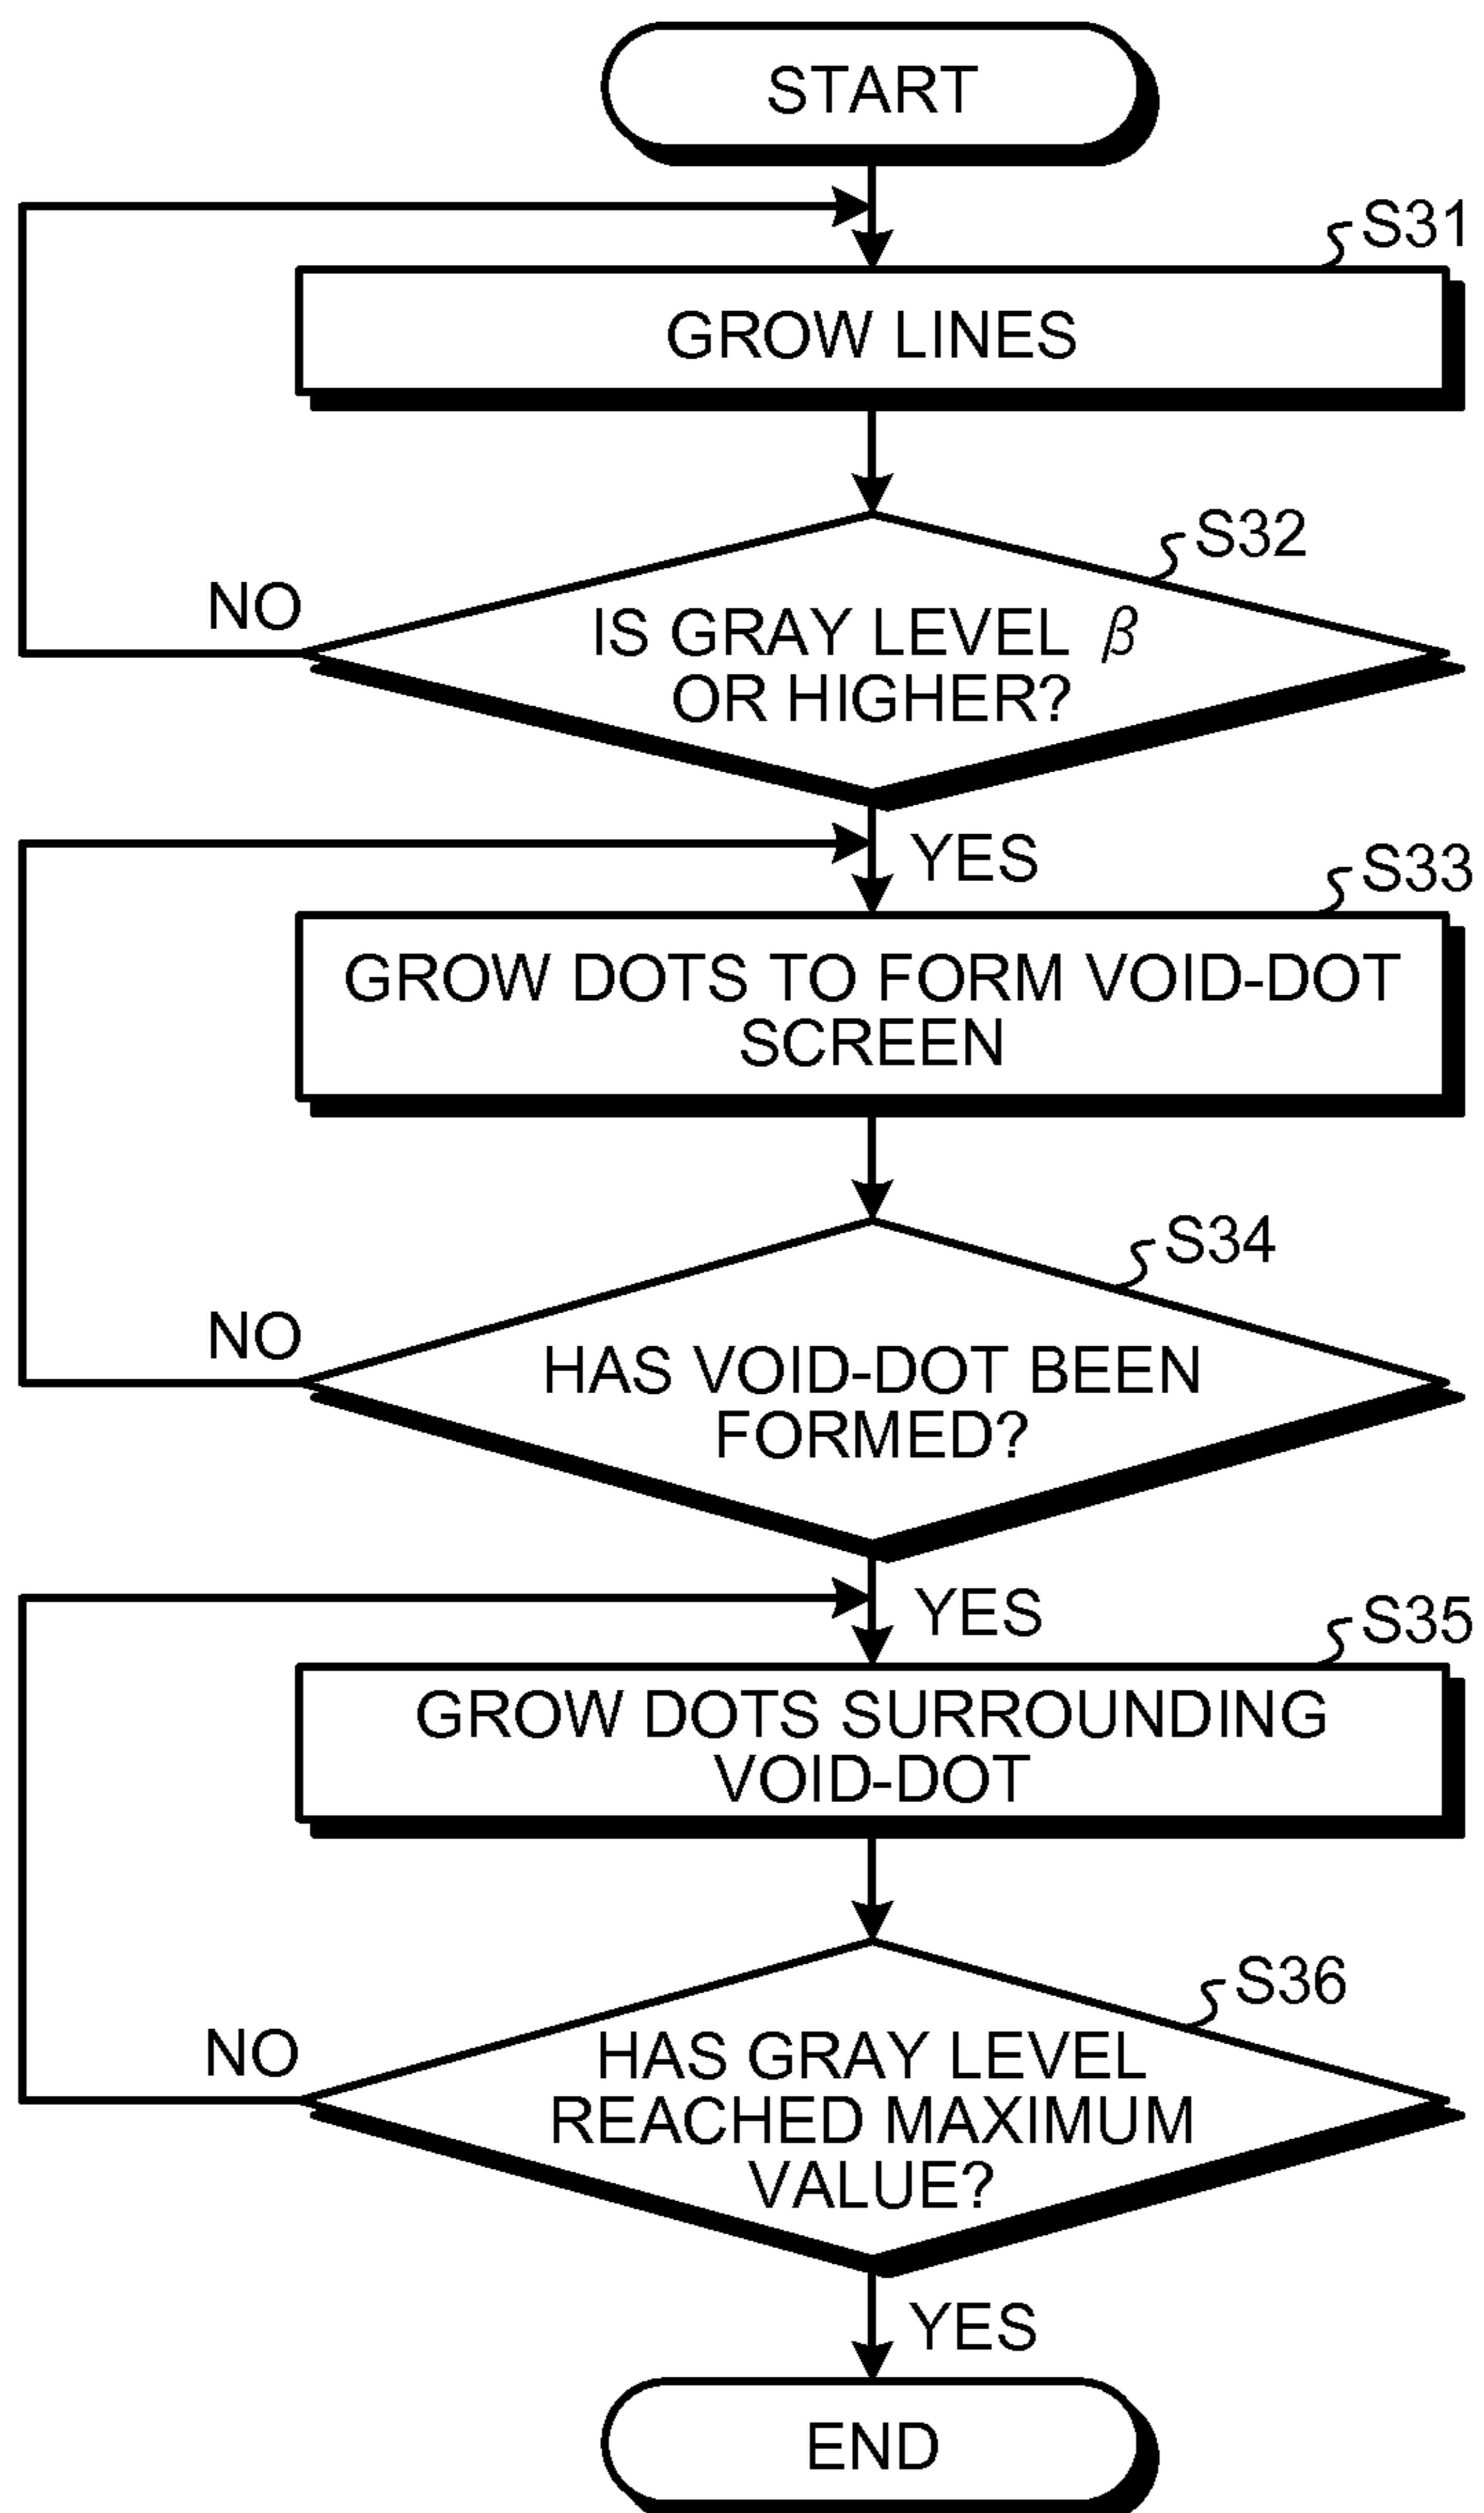 START
S31
GROW LINES
S32
NO
IS GRAY LEVEL β
OR HIGHER?
YES
S33
GROW DOTS TO FORM VOID-DOT
SCREEN
S34
NO
HAS VOID-DOT BEEN
FORMED?
YES
S35
GROW DOTS SURROUNDING
VOID-DOT
S36
NO
HAS GRAY LEVEL
REACHED MAXIMUM
VALUE?
YES
END